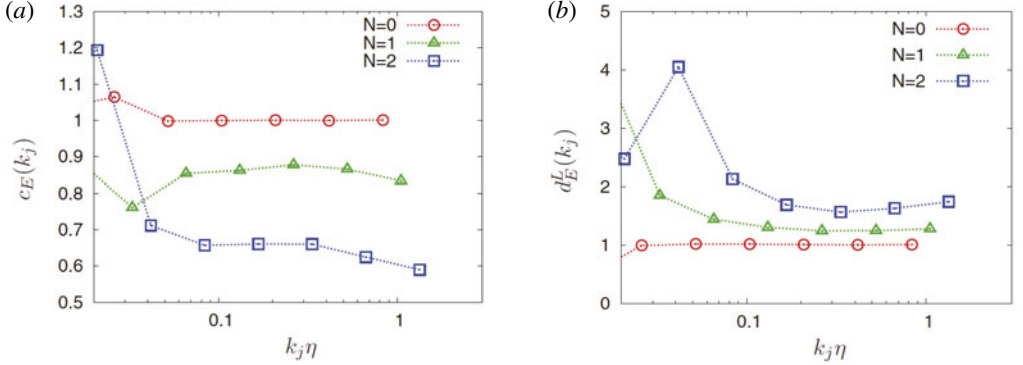 (a)
1.3
1.2
1.1
1
0.9
0.8
0.7
0.6
0.5
c_E(k_j)
N=0
N=1
N=2
0.1
1
k_jη
(b)
5
4
3
2
1
0
d_E^L(k_j)
N=0
N=1
N=2
0.1
1
k_jη